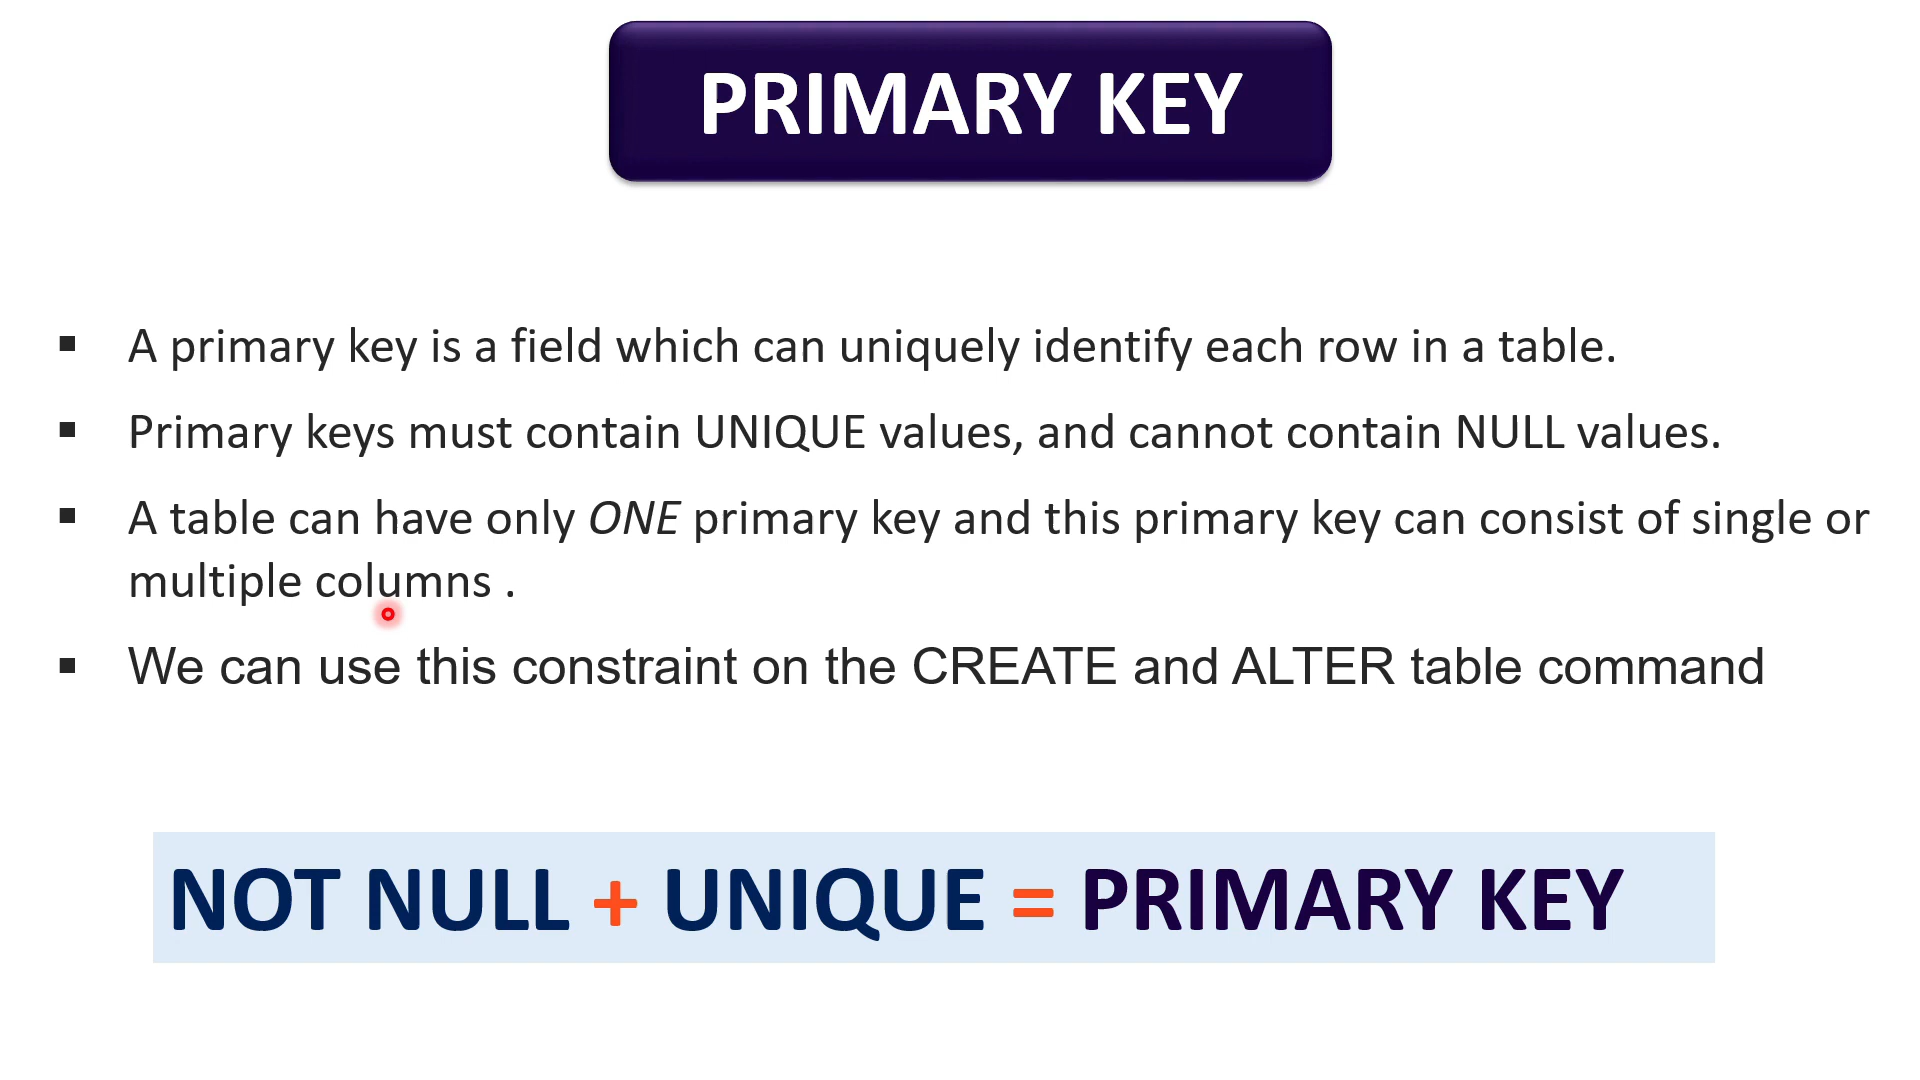 PRIMARY KEY
▪ A primary key is a field which can uniquely identify each row in a table.
▪ Primary keys must contain UNIQUE values, and cannot contain NULL values.
▪ A table can have only ONE primary key and this primary key can consist of single or
multiple columns .
▪ We can use this constraint on the CREATE and ALTER table command
NOT NULL + UNIQUE = PRIMARY KEY